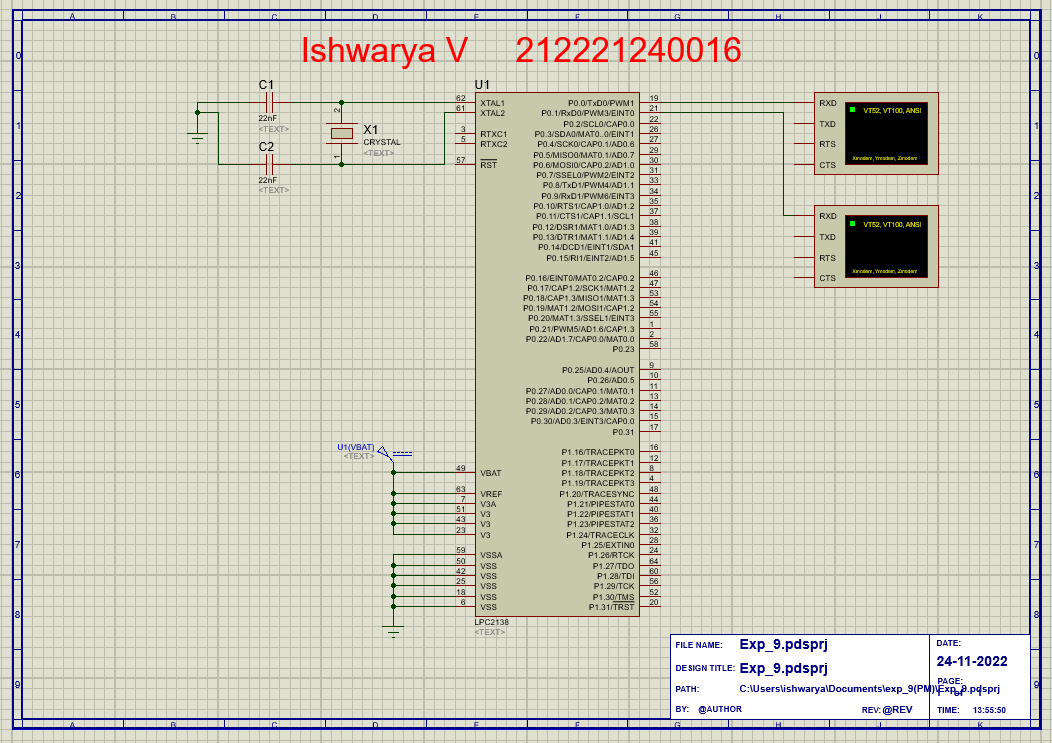 A B C D E F G H J K
Ishwarya V 212221240016
0 0
1 1
2 2
3 3
4 4
5 5
6 6
7 7
8 8
9 9
C1
22nF
<TEXT>
C2
22nF
<TEXT>
2
X1
CRYSTAL
<TEXT>
1
U1
62 XTAL1
61 XTAL2
3 RTXC1
5 RTXC2
57 RST
U1(VBAT)
<TEXT>
49 VBAT
63 VREF
7 V3A
51 V3
43 V3
23 V3
59 VSSA
50 VSS
42 VSS
25 VSS
18 VSS
6 VSS
LPC2138
<TEXT>
P0.0/TxD0/PWM1 19
P0.1/RxD0/PWM3/EINT0 21
P0.2/SCL0/CAP0.0 22
P0.3/SDA0/MAT0..0/EINT1 26
P0.4/SCK0/CAP0.1/AD0.6 27
P0.5/MISO0/MAT0.1/AD0.7 29
P0.6/MOSI0/CAP0.2/AD1.0 30
P0.7/SSEL0/PWM2/EINT2 31
P0.8/TxD1/PWM4/AD1.1 33
P0.9/RxD1/PWM6/EINT3 34
P0.10/RTS1/CAP1.0/AD1.2 35
P0.11/CTS1/CAP1.1/SCL1 37
P0.12/DSR1/MAT1.0/AD1.3 38
P0.13/DTR1/MAT1.1/AD1.4 39
P0.14/DCD1/EINT1/SDA1 41
P0.15/RI1/EINT2/AD1.5 45
P0.16/EINT0/MAT0.2/CAP0.2 46
P0.17/CAP1.2/SCK1/MAT1.2 47
P0.18/CAP1.3/MISO1/MAT1.3 53
P0.19/MAT1.2/MOSI1/CAP1.2 54
P0.20/MAT1.3/SSEL1/EINT3 55
P0.21/PWM5/AD1.6/CAP1.3 1
P0.22/AD1.7/CAP0.0/MAT0.0 2
P0.23 58
P0.25/AD0.4/AOUT 9
P0.26/AD0.5 10
P0.27/AD0.0/CAP0.1/MAT0.1 11
P0.28/AD0.1/CAP0.2/MAT0.2 13
P0.29/AD0.2/CAP0.3/MAT0.3 14
P0.30/AD0.3/EINT3/CAP0.0 15
P0.31 17
P1.16/TRACEPKT0 16
P1.17/TRACEPKT1 12
P1.18/TRACEPKT2 8
P1.19/TRACEPKT3 4
P1.20/TRACESYNC 48
P1.21/PIPESTAT0 44
P1.22/PIPESTAT1 40
P1.23/PIPESTAT2 36
P1.24/TRACECLK 32
P1.25/EXTIN0 28
P1.26/RTCK 24
P1.27/TDO 64
P1.28/TDI 60
P1.29/TCK 56
P1.30/TMS 52
P1.31/TRST 20
RXD
TXD
RTS
CTS
VT52, VT100, ANSI
Xmodem, Ymodem, Zmodem
RXD
TXD
RTS
CTS
VT52, VT100, ANSI
Xmodem, Ymodem, Zmodem
FILE NAME: Exp_9.pdsprj
DESIGN TITLE: Exp_9.pdsprj
PATH: C:\Users\ishwarya\Documents\exp_9(PM)\Exp_9.pdsprj
BY: @AUTHOR REV: @REV
DATE:
24-11-2022
PAGE:
TIME: 13:55:50
A B C D E F G H J K